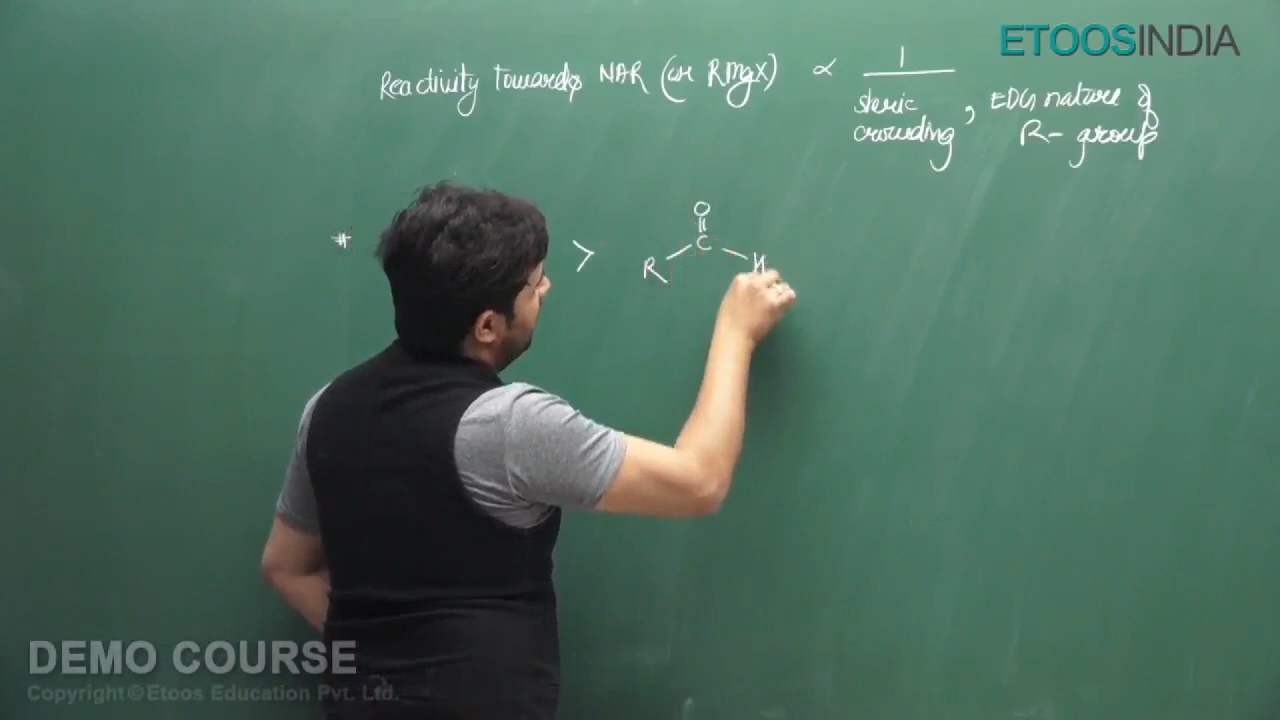 ETOOSINDIA
Reactivity towards NAR (or RMgX) ∝ 1
steric , EDG nature of
crowding R- group
*
>
O
||
C
R H
DEMO COURSE
Copyright © Etoos Education Pvt. Ltd.